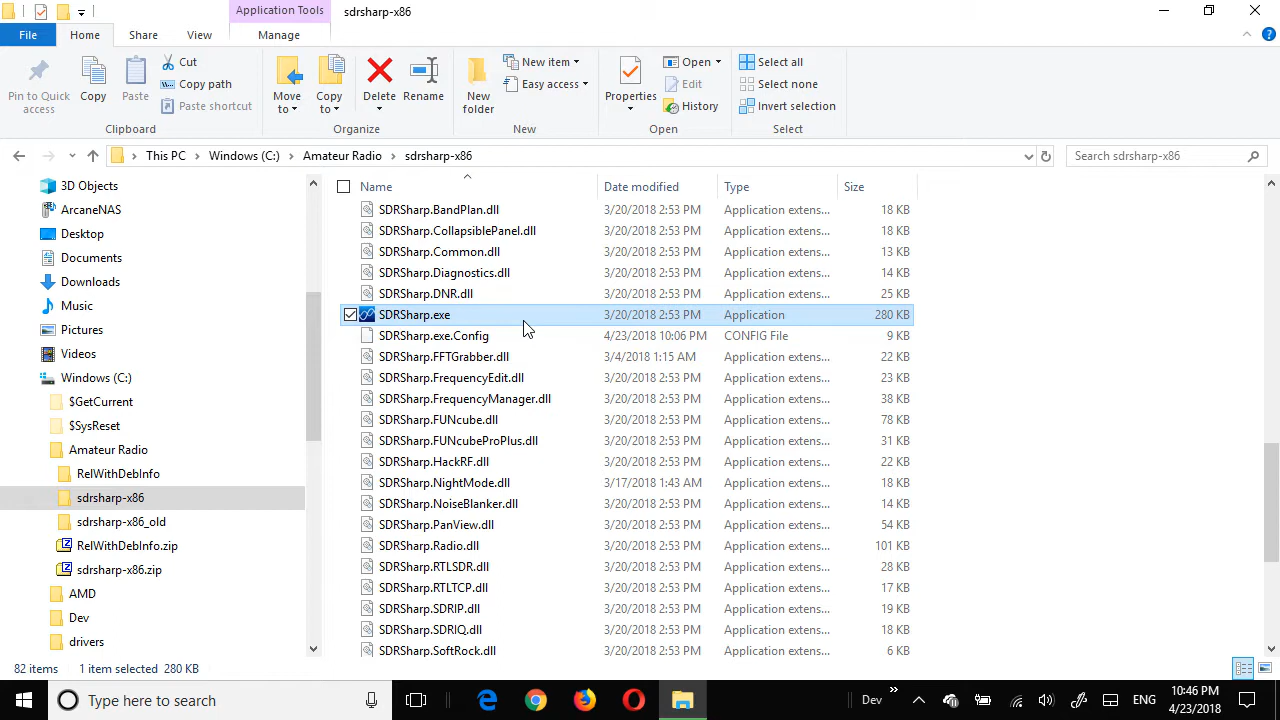 Application Tools
sdrsharp-x86
File
Home
Share
View
Manage
Pin to Quick access
Copy
Paste
Cut
Copy path
Paste shortcut
Clipboard
Move to
Copy to
Delete
Rename
Organize
New folder
New item
Easy access
New
Properties
Open
Edit
History
Open
Select all
Select none
Invert selection
Select
This PC > Windows (C:) > Amateur Radio > sdrsharp-x86
Search sdrsharp-x86
3D Objects
ArcaneNAS
Desktop
Documents
Downloads
Music
Pictures
Videos
Windows (C:)
$GetCurrent
$SysReset
Amateur Radio
RelWithDebInfo
sdrsharp-x86
sdrsharp-x86_old
RelWithDebInfo.zip
sdrsharp-x86.zip
AMD
Dev
drivers
Name Date modified Type Size
SDRSharp.BandPlan.dll 3/20/2018 2:53 PM Application extens... 18 KB
SDRSharp.CollapsiblePanel.dll 3/20/2018 2:53 PM Application extens... 18 KB
SDRSharp.Common.dll 3/20/2018 2:53 PM Application extens... 13 KB
SDRSharp.Diagnostics.dll 3/20/2018 2:53 PM Application extens... 14 KB
SDRSharp.DNR.dll 3/20/2018 2:53 PM Application extens... 25 KB
SDRSharp.exe 3/20/2018 2:53 PM Application 280 KB
SDRSharp.exe.Config 4/23/2018 10:06 PM CONFIG File 9 KB
SDRSharp.FFTGrabber.dll 3/4/2018 1:15 AM Application extens... 22 KB
SDRSharp.FrequencyEdit.dll 3/20/2018 2:53 PM Application extens... 23 KB
SDRSharp.FrequencyManager.dll 3/20/2018 2:53 PM Application extens... 38 KB
SDRSharp.FUNcube.dll 3/20/2018 2:53 PM Application extens... 78 KB
SDRSharp.FUNcubeProPlus.dll 3/20/2018 2:53 PM Application extens... 31 KB
SDRSharp.HackRF.dll 3/20/2018 2:53 PM Application extens... 22 KB
SDRSharp.NightMode.dll 3/17/2018 1:43 AM Application extens... 18 KB
SDRSharp.NoiseBlanker.dll 3/20/2018 2:53 PM Application extens... 14 KB
SDRSharp.PanView.dll 3/20/2018 2:53 PM Application extens... 54 KB
SDRSharp.Radio.dll 3/20/2018 2:53 PM Application extens... 101 KB
SDRSharp.RTLSDR.dll 3/20/2018 2:53 PM Application extens... 28 KB
SDRSharp.RTLTCP.dll 3/20/2018 2:53 PM Application extens... 17 KB
SDRSharp.SDRIP.dll 3/20/2018 2:53 PM Application extens... 19 KB
SDRSharp.SDRIQ.dll 3/20/2018 2:53 PM Application extens... 18 KB
SDRSharp.SoftRock.dll 3/20/2018 2:53 PM Application extens... 6 KB
82 items 1 item selected 280 KB
Type here to search
Dev
ENG
10:46 PM
4/23/2018